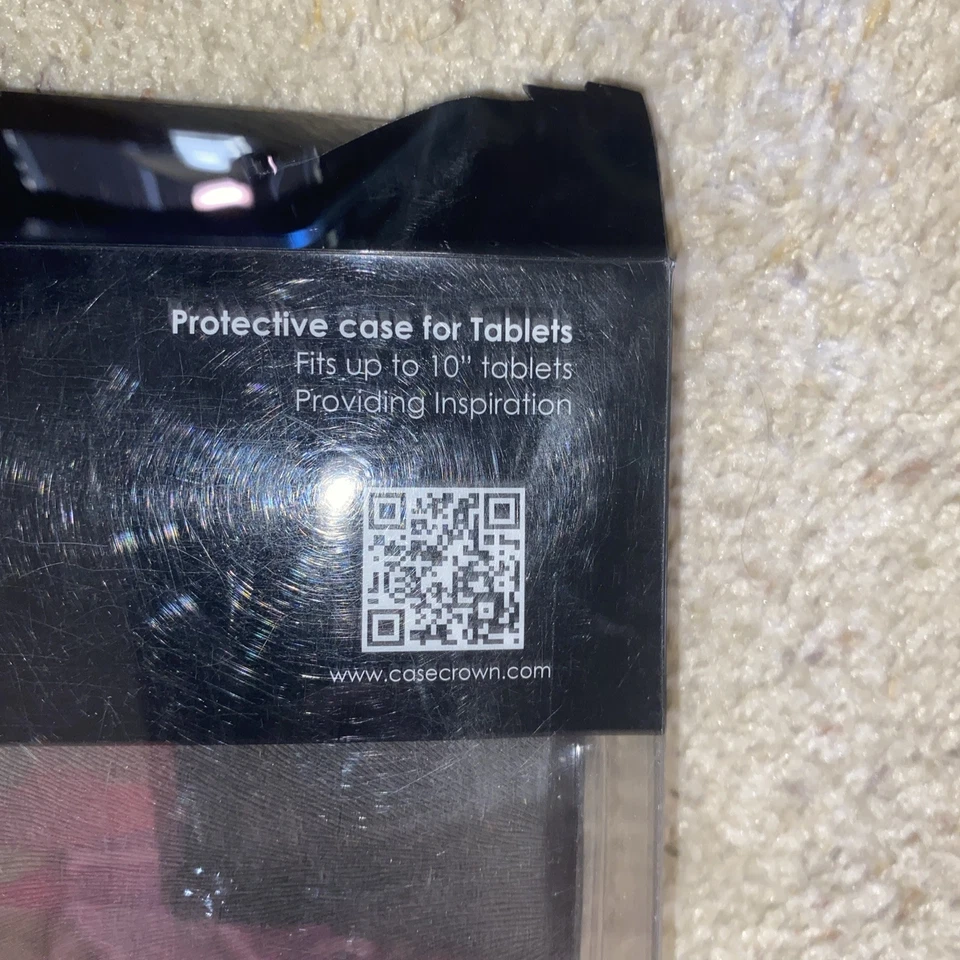 Protective case for Tablets
Fits up to 10” tablets
Providing Inspiration
www.casecrown.com